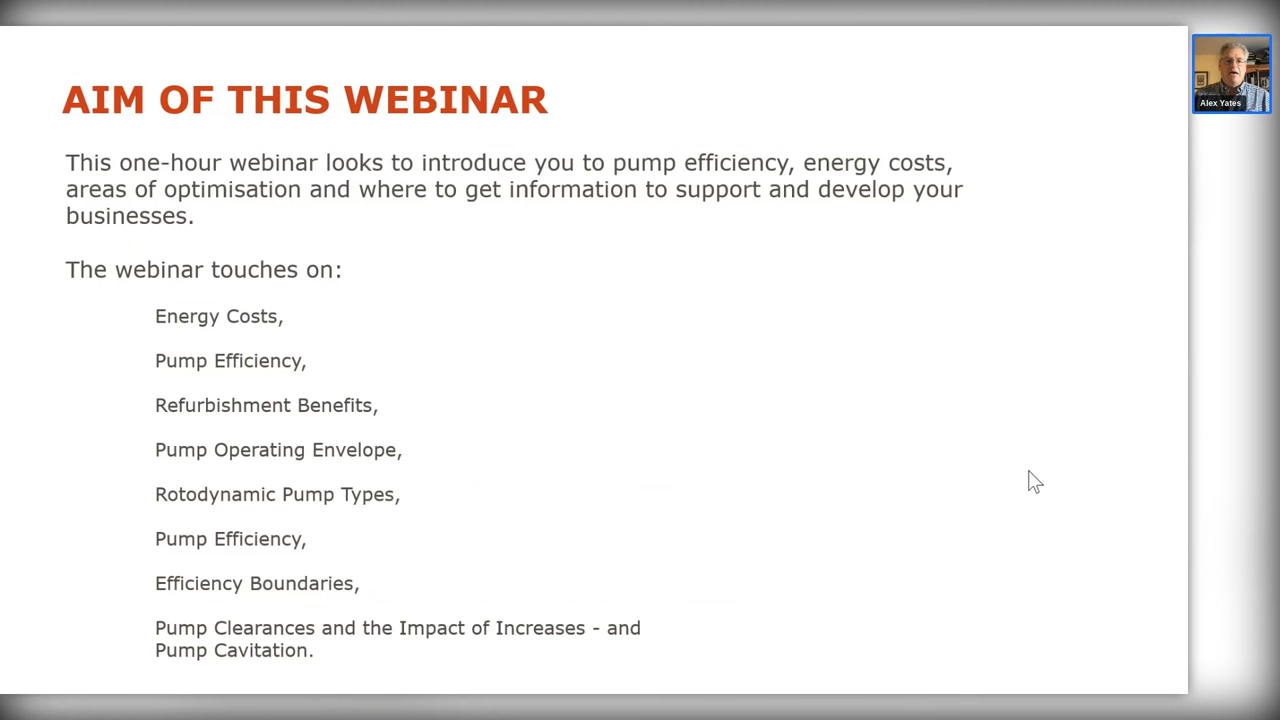 AIM OF THIS WEBINAR
This one-hour webinar looks to introduce you to pump efficiency, energy costs,
areas of optimisation and where to get information to support and develop your
businesses.
The webinar touches on:
Energy Costs,
Pump Efficiency,
Refurbishment Benefits,
Pump Operating Envelope,
Rotodynamic Pump Types,
Pump Efficiency,
Efficiency Boundaries,
Pump Clearances and the Impact of Increases - and
Pump Cavitation.
Alex Yates